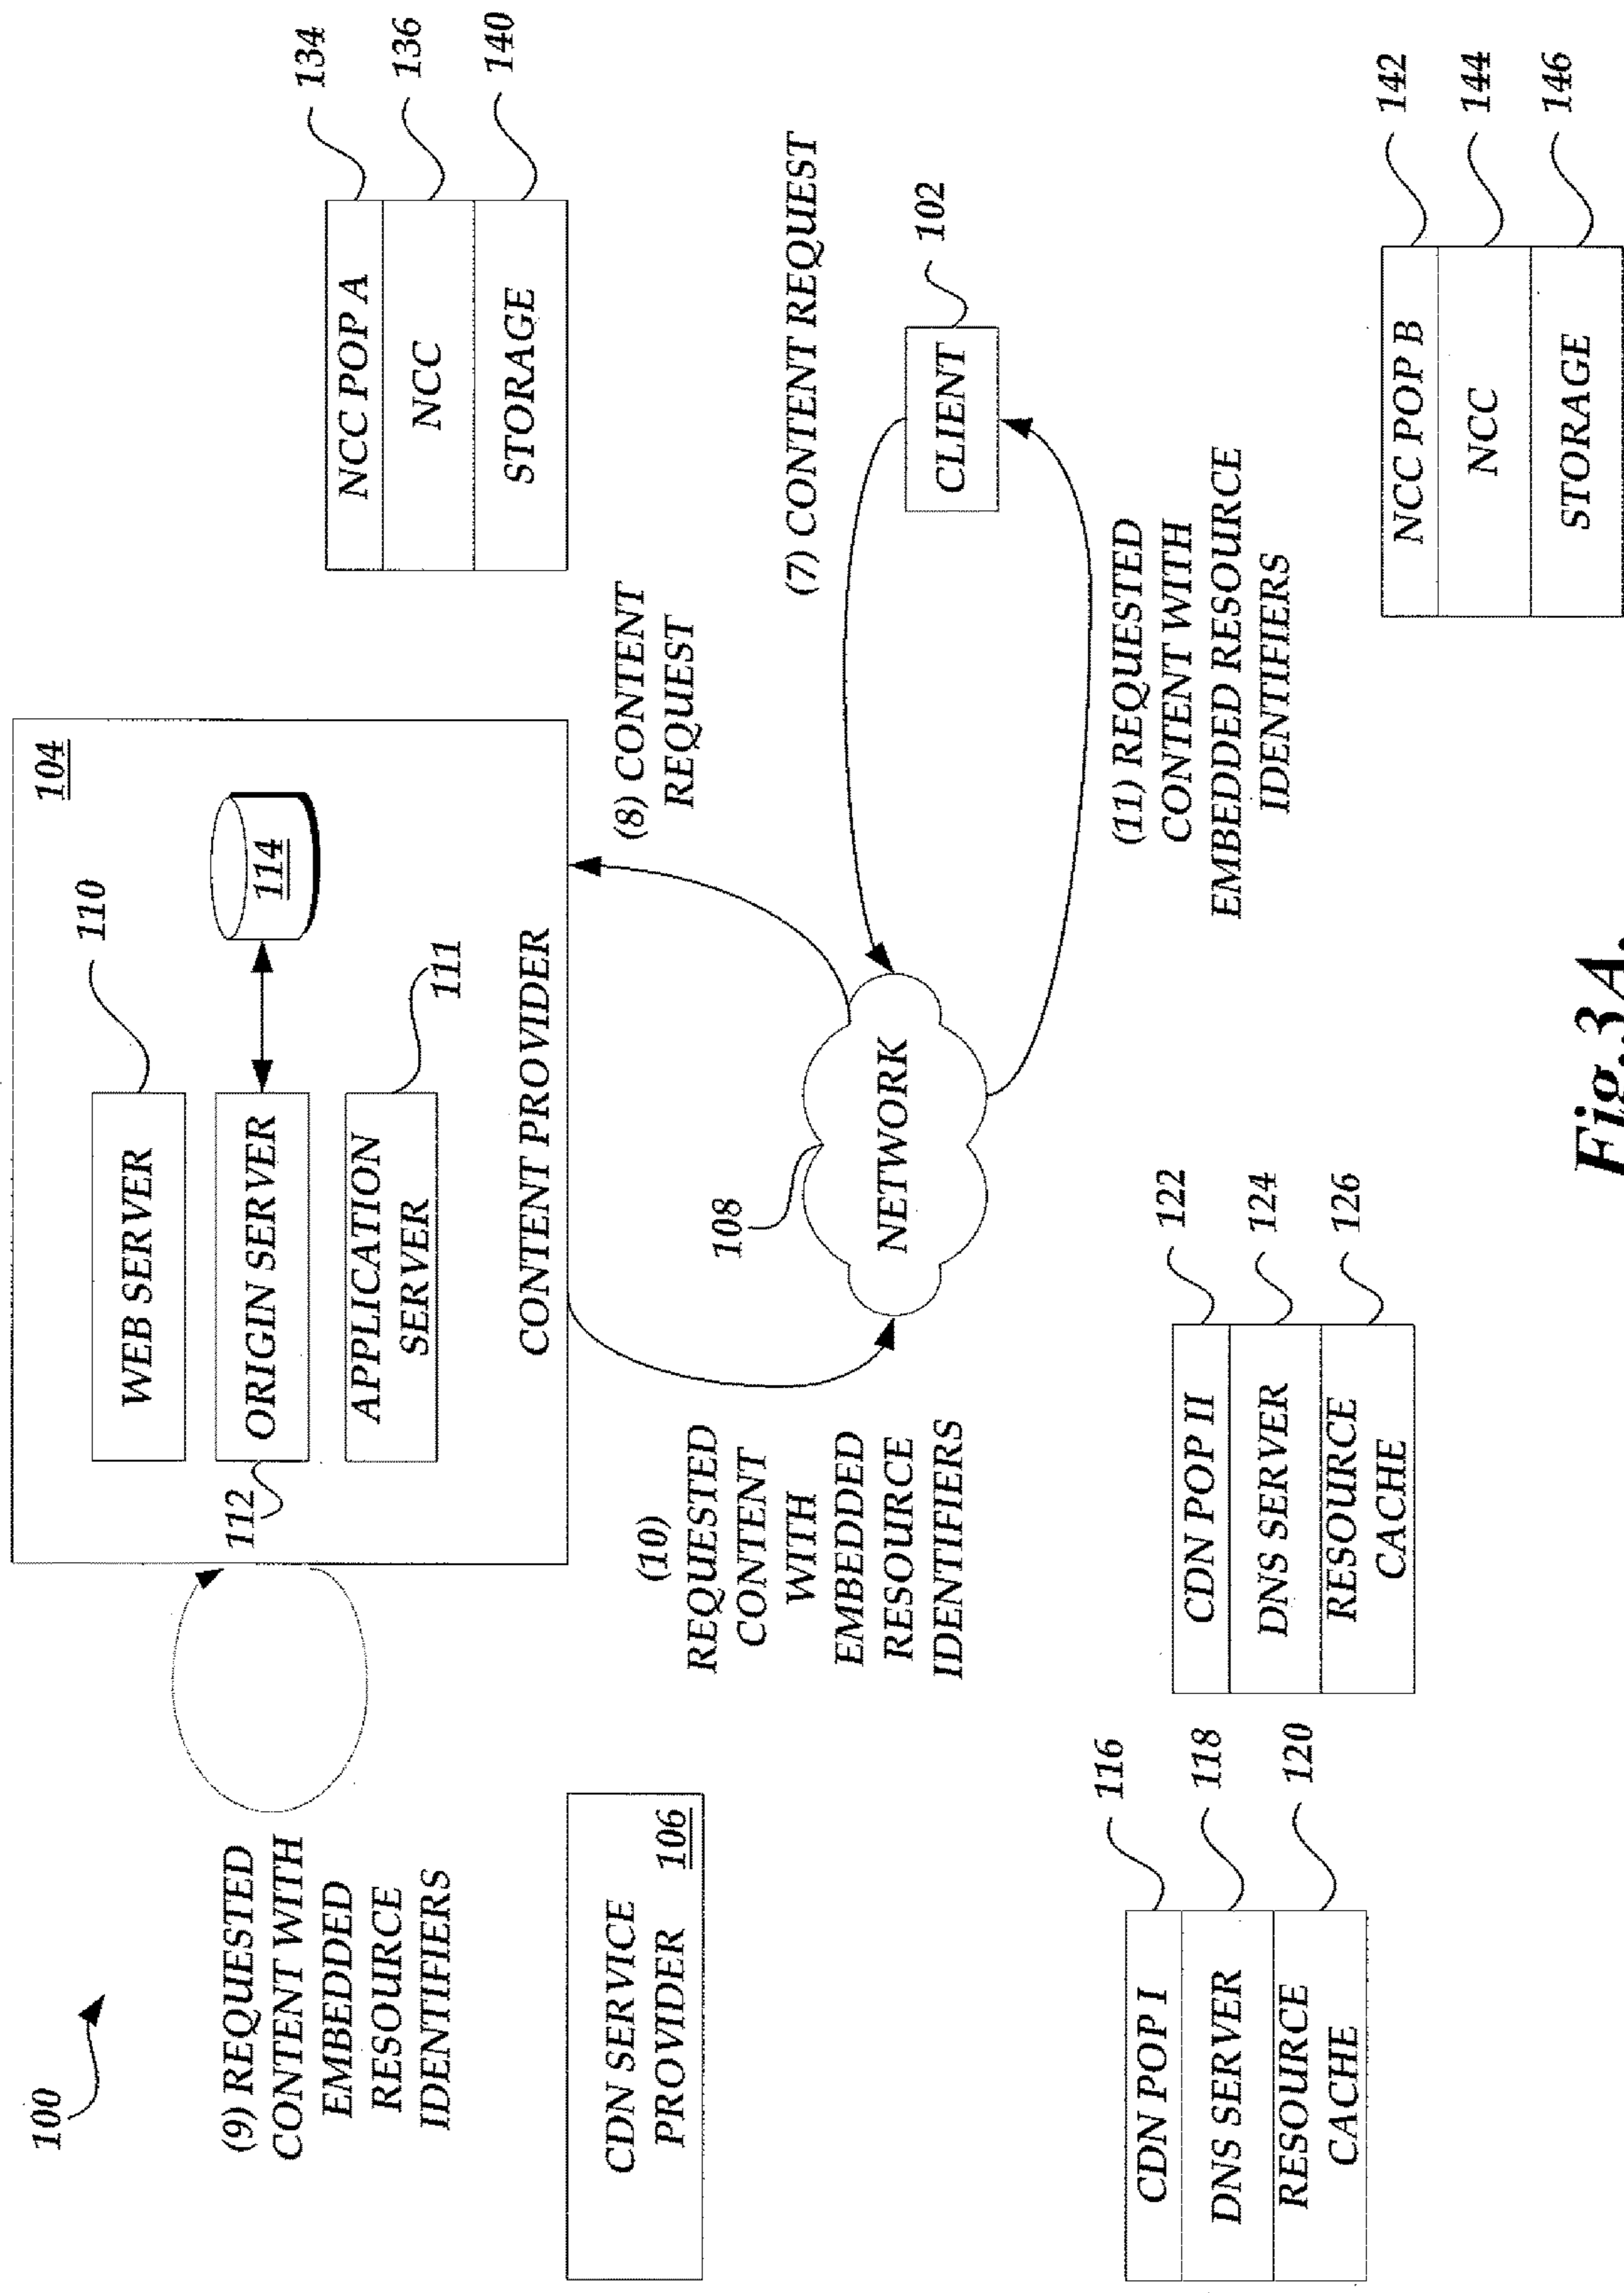 100
104
WEB SERVER
110
ORIGIN SERVER
112
114
APPLICATION
SERVER
111
CONTENT PROVIDER
(9) REQUESTED
CONTENT WITH
EMBEDDED
RESOURCE
IDENTIFIERS
NCC POP A
134
NCC
136
STORAGE
140
CDN SERVICE
PROVIDER
106
(10)
REQUESTED
CONTENT
WITH
EMBEDDED
RESOURCE
IDENTIFIERS
(8) CONTENT
REQUEST
108
NETWORK
(7) CONTENT REQUEST
CLIENT
102
(11) REQUESTED
CONTENT WITH
EMBEDDED RESOURCE
IDENTIFIERS
CDN POP I
116
DNS SERVER
118
RESOURCE
CACHE
120
CDN POP II
122
DNS SERVER
124
RESOURCE
CACHE
126
NCC POP B
142
NCC
144
STORAGE
146
Fig.3A.